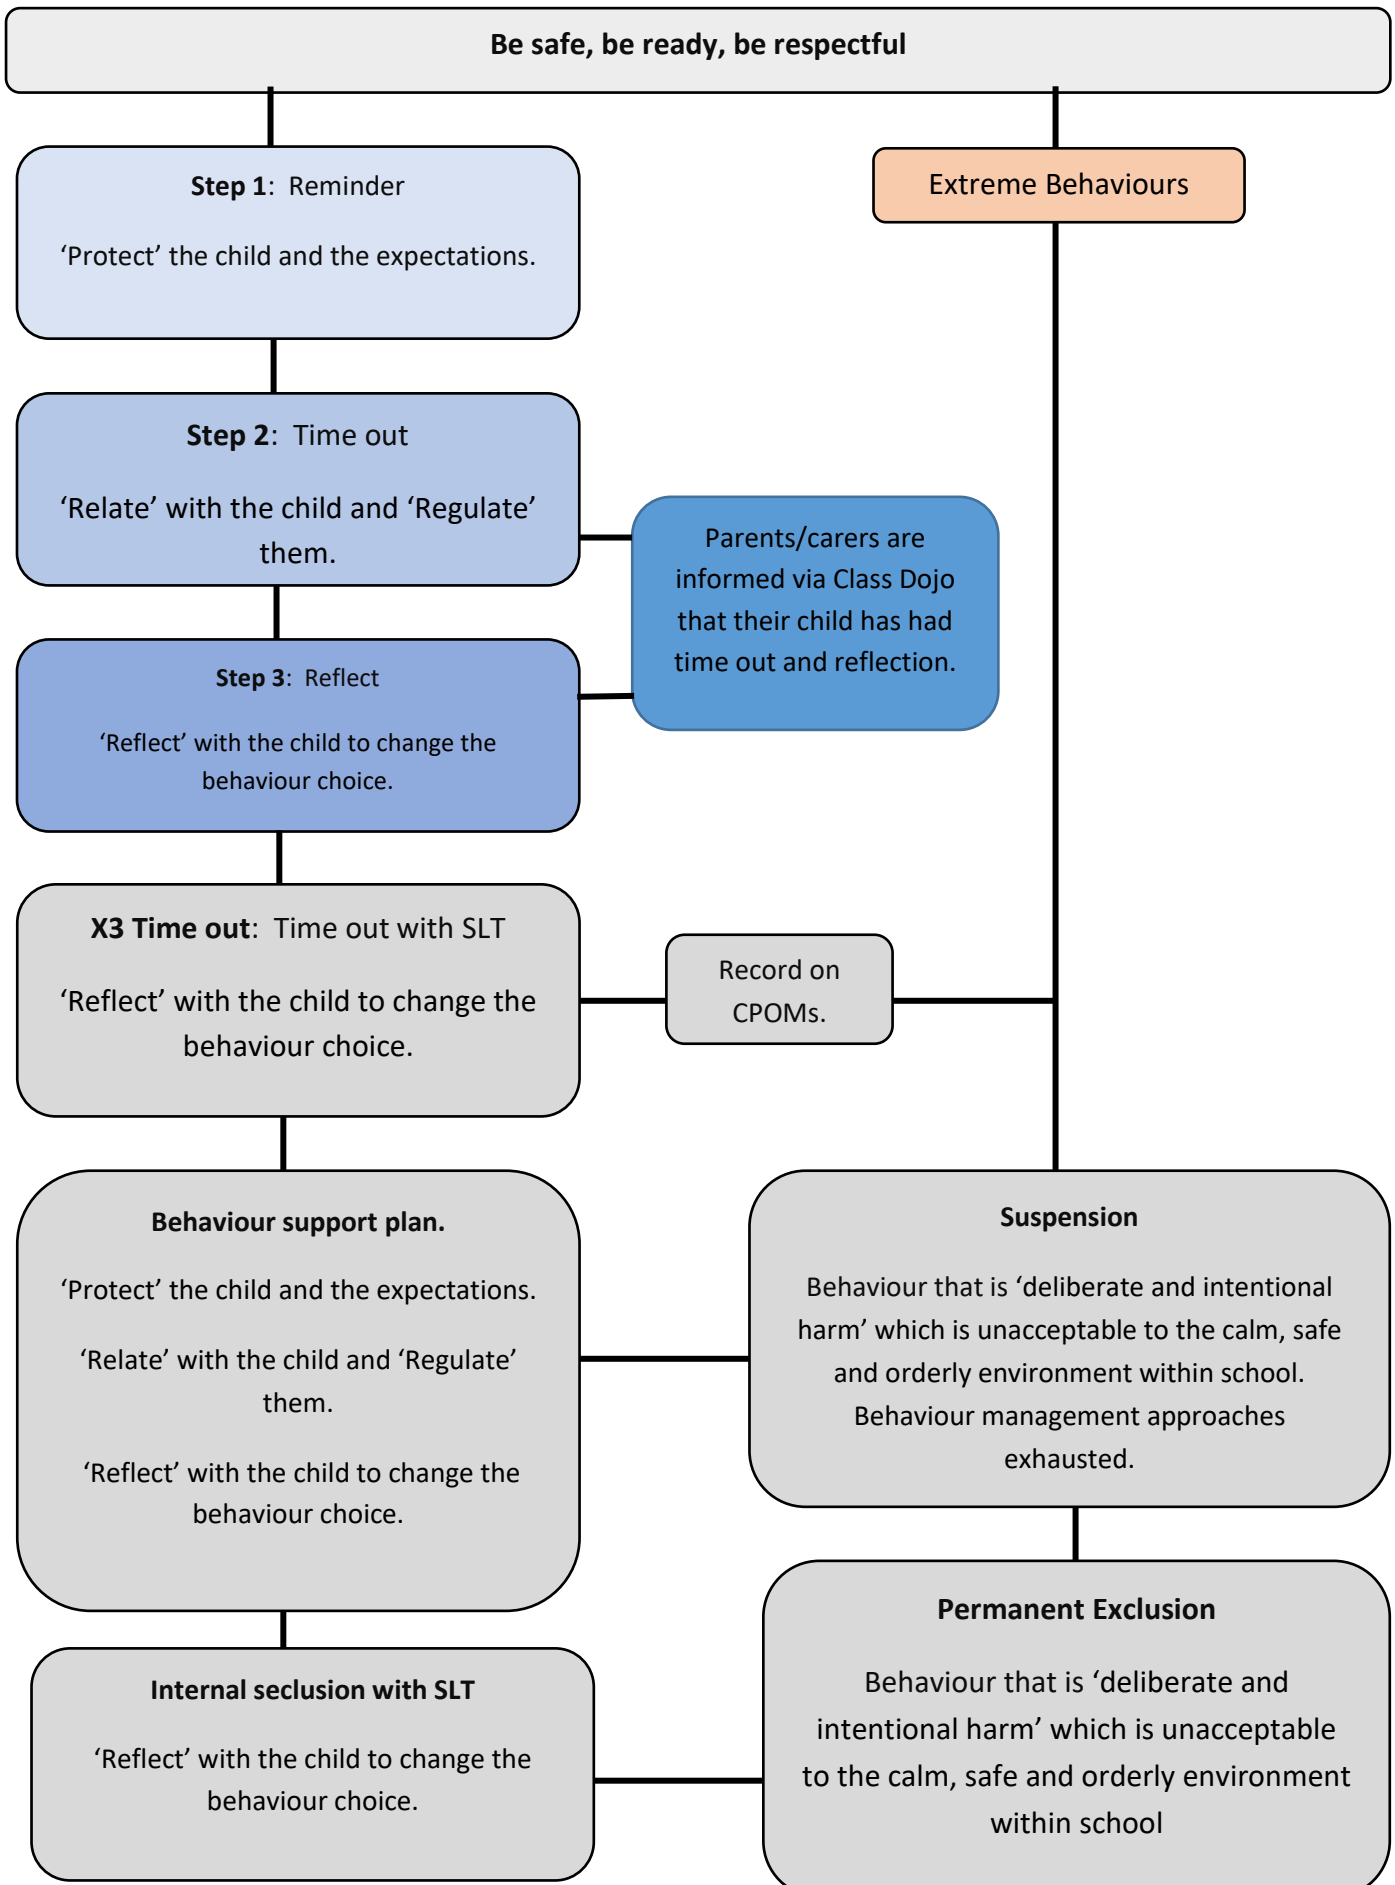 Be safe, be ready, be respectful
Step 1: Reminder
‘Protect’ the child and the expectations.
Extreme Behaviours
Step 2: Time out
‘Relate’ with the child and ‘Regulate’
them.
Parents/carers are
informed via Class Dojo
that their child has had
time out and reflection.
Step 3: Reflect
‘Reflect’ with the child to change the
behaviour choice.
X3 Time out: Time out with SLT
‘Reflect’ with the child to change the
behaviour choice.
Record on
CPOMs.
Behaviour support plan.
‘Protect’ the child and the expectations.
‘Relate’ with the child and ‘Regulate’
them.
‘Reflect’ with the child to change the
behaviour choice.
Suspension
Behaviour that is ‘deliberate and intentional
harm’ which is unacceptable to the calm, safe
and orderly environment within school.
Behaviour management approaches
exhausted.
Internal seclusion with SLT
‘Reflect’ with the child to change the
behaviour choice.
Permanent Exclusion
Behaviour that is ‘deliberate and
intentional harm’ which is unacceptable
to the calm, safe and orderly environment
within school